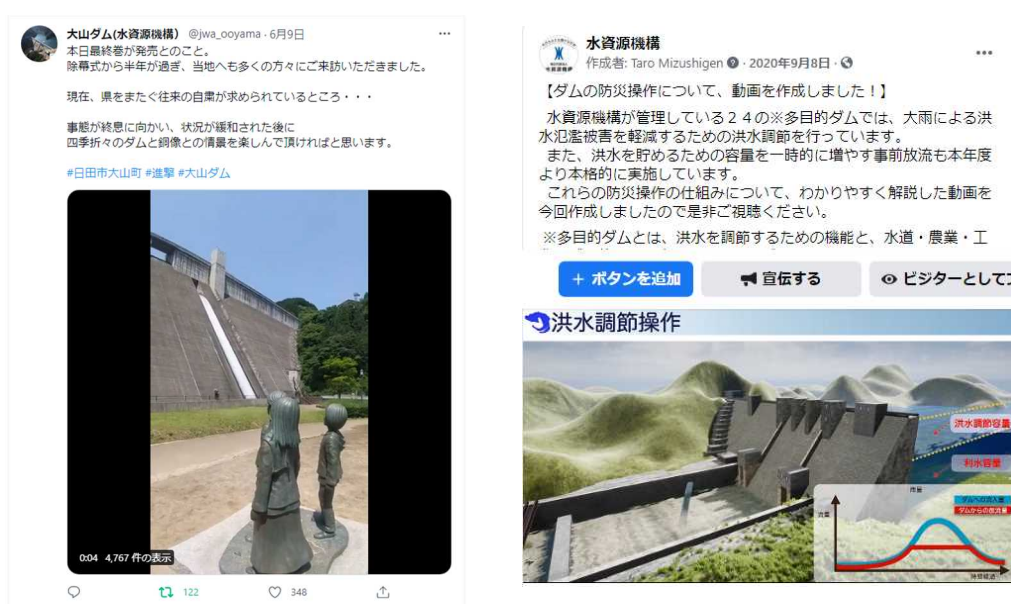 大山ダム(水資源機構) @jwa_ooyama · 6月9日
本日最終巻が発売とのこと。
除幕式から半年が過ぎ、当地へも多くの方々にご来訪いただきました。
現在、県をまたぐ往来の自粛が求められているところ・・・
事態が終息に向かい、状況が緩和された後に
四季折々のダムと銅像との情景を楽しんで頂ければと思います。
#日田市大山町 #進撃 #大山ダム
0:04 4,767 件の表示
122 348
水資源機構
作成者: Taro Mizushigen · 2020年9月8日 ·
【ダムの防災操作について、動画を作成しました！】
水資源機構が管理している２４の※多目的ダムでは、大雨による洪
水氾濫被害を軽減するための洪水調節を行っています。
また、洪水を貯めるための容量を一時的に増やす事前放流も本年度
より本格的に実施しています。
これらの防災操作の仕組みについて、わかりやすく解説した動画を
今回作成しましたので是非ご視聴ください。
※多目的ダムとは、洪水を調節するための機能と、水道・農業・工
+ ボタンを追加
宣伝する
ビジターとして
洪水調節操作
洪水調節容量
利水容量
雨量
流量
ダムへの流入量
ダムからの放流量
時間経過